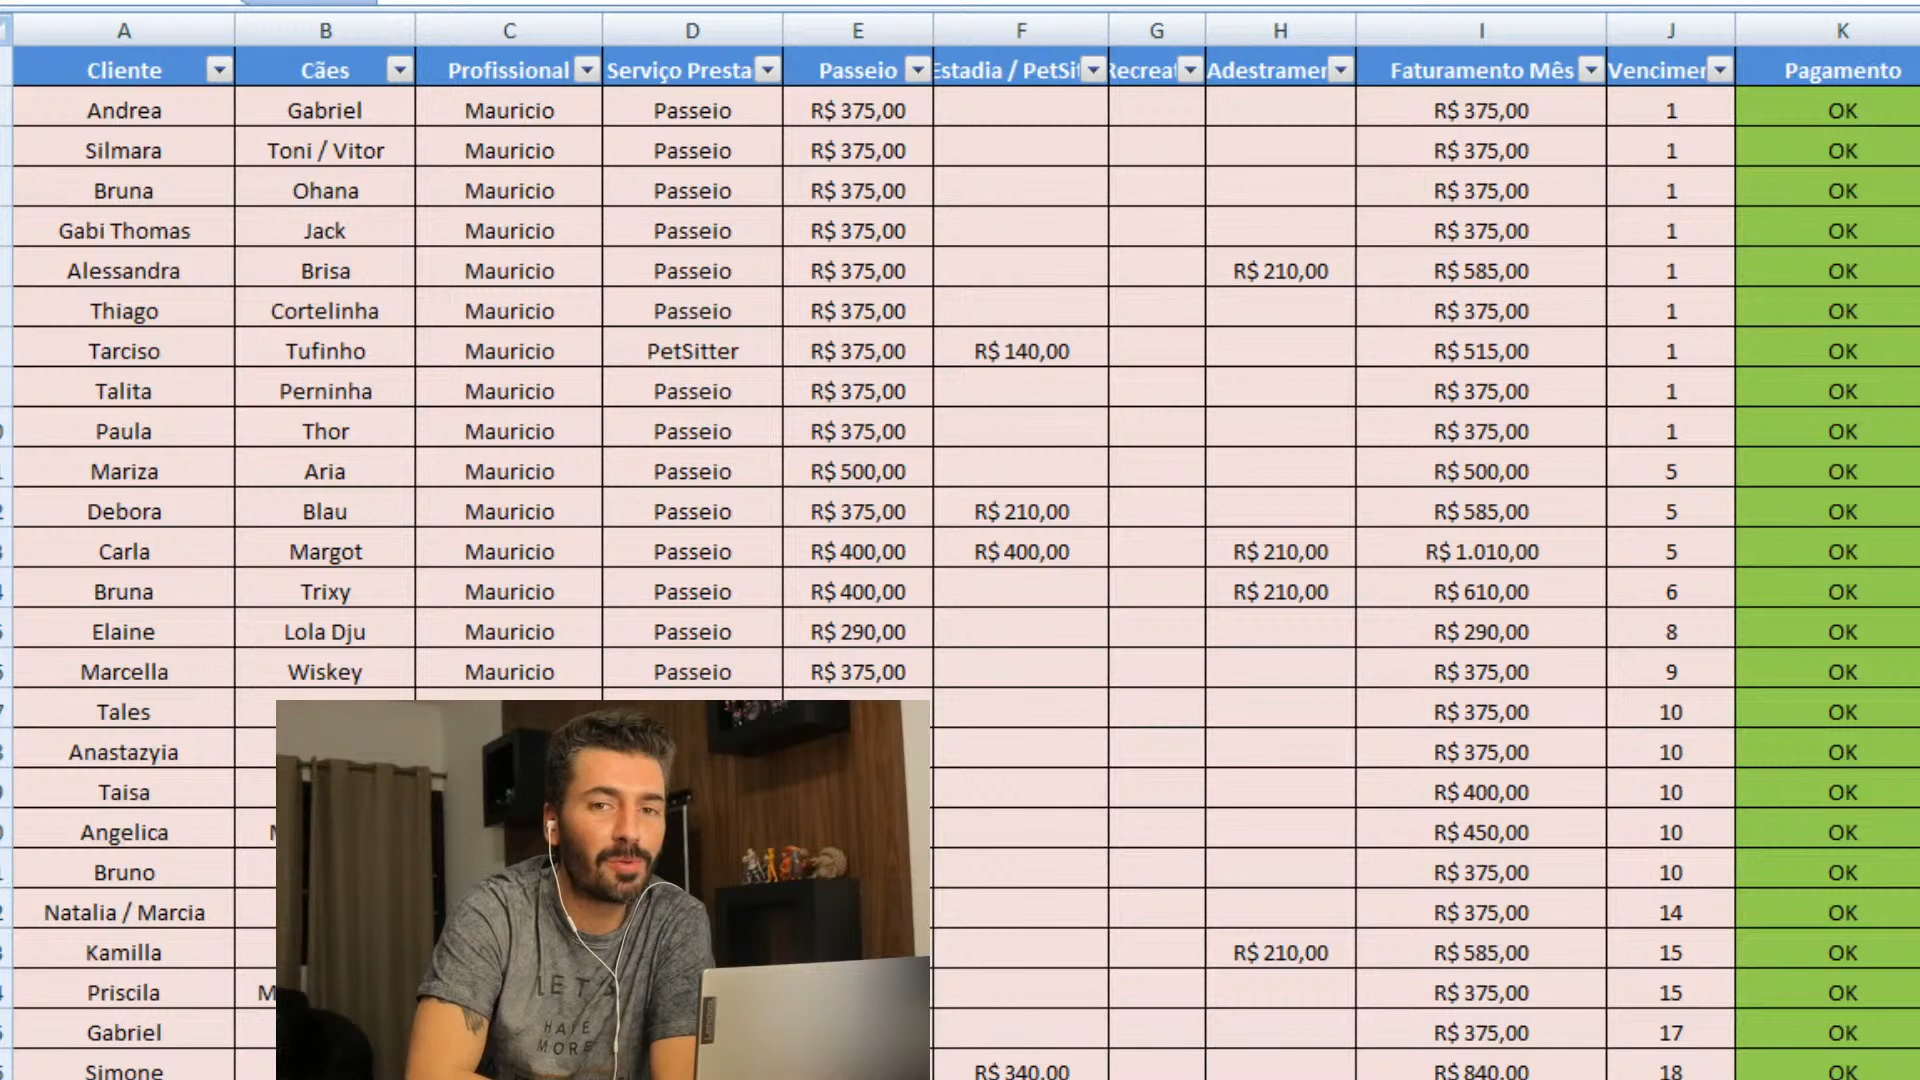 A B C D E F G H I J K
Cliente Cães Profissional Serviço Presta Passeio Estadia / PetSit Recreat Adestramer Faturamento Mês Vencimer Pagamento
Andrea Gabriel Mauricio Passeio R$ 375,00 R$ 375,00 1 OK
Silmara Toni / Vitor Mauricio Passeio R$ 375,00 R$ 375,00 1 OK
Bruna Ohana Mauricio Passeio R$ 375,00 R$ 375,00 1 OK
Gabi Thomas Jack Mauricio Passeio R$ 375,00 R$ 375,00 1 OK
Alessandra Brisa Mauricio Passeio R$ 375,00 R$ 210,00 R$ 585,00 1 OK
Thiago Cortelinha Mauricio Passeio R$ 375,00 R$ 375,00 1 OK
Tarciso Tufinho Mauricio PetSitter R$ 375,00 R$ 140,00 R$ 515,00 1 OK
Talita Perninha Mauricio Passeio R$ 375,00 R$ 375,00 1 OK
Paula Thor Mauricio Passeio R$ 375,00 R$ 375,00 1 OK
Mariza Aria Mauricio Passeio R$ 500,00 R$ 500,00 5 OK
Debora Blau Mauricio Passeio R$ 375,00 R$ 210,00 R$ 585,00 5 OK
Carla Margot Mauricio Passeio R$ 400,00 R$ 400,00 R$ 210,00 R$ 1.010,00 5 OK
Bruna Trixy Mauricio Passeio R$ 400,00 R$ 210,00 R$ 610,00 6 OK
Elaine Lola Dju Mauricio Passeio R$ 290,00 R$ 290,00 8 OK
Marcella Wiskey Mauricio Passeio R$ 375,00 R$ 375,00 9 OK
Tales R$ 375,00 10 OK
Anastazyia R$ 375,00 10 OK
Taisa R$ 400,00 10 OK
Angelica R$ 450,00 10 OK
Bruno R$ 375,00 10 OK
Natalia / Marcia R$ 375,00 14 OK
Kamilla R$ 210,00 R$ 585,00 15 OK
Priscila M R$ 375,00 15 OK
Gabriel R$ 375,00 17 OK
Simone R$ 340,00 R$ 840,00 18 OK
LET'S
HAVE
MORE
Lenovo